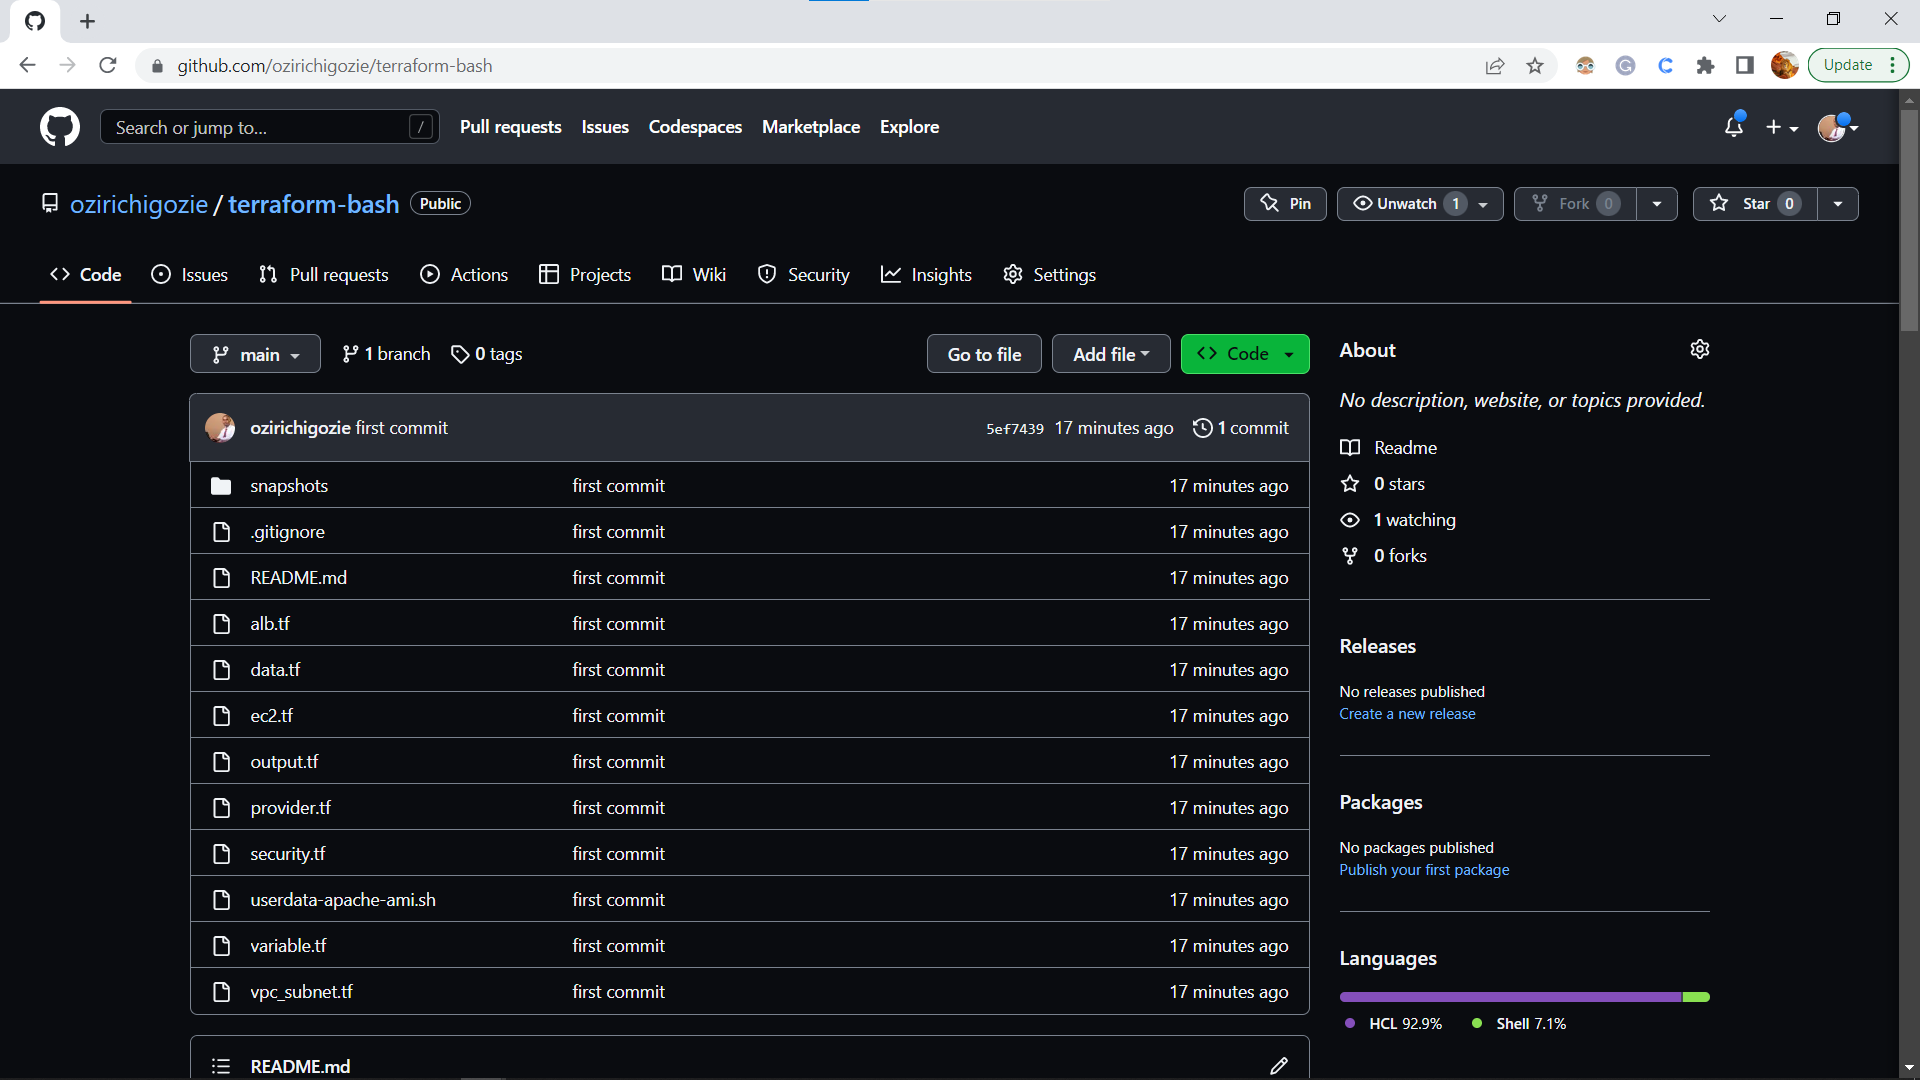 github.com/ozirichigozie/terraform-bash
Update
Search or jump to... /
Pull requests Issues Codespaces Marketplace Explore
ozirichigozie / terraform-bash Public
Pin Unwatch 1 Fork 0 Star 0
Code Issues Pull requests Actions Projects Wiki Security Insights Settings
main 1 branch 0 tags Go to file Add file Code
ozirichigozie first commit 5ef7439 17 minutes ago 1 commit
snapshots first commit 17 minutes ago
.gitignore first commit 17 minutes ago
README.md first commit 17 minutes ago
alb.tf first commit 17 minutes ago
data.tf first commit 17 minutes ago
ec2.tf first commit 17 minutes ago
output.tf first commit 17 minutes ago
provider.tf first commit 17 minutes ago
security.tf first commit 17 minutes ago
userdata-apache-ami.sh first commit 17 minutes ago
variable.tf first commit 17 minutes ago
vpc_subnet.tf first commit 17 minutes ago
README.md
About
No description, website, or topics provided.
Readme
0 stars
1 watching
0 forks
Releases
No releases published
Create a new release
Packages
No packages published
Publish your first package
Languages
HCL 92.9% Shell 7.1%